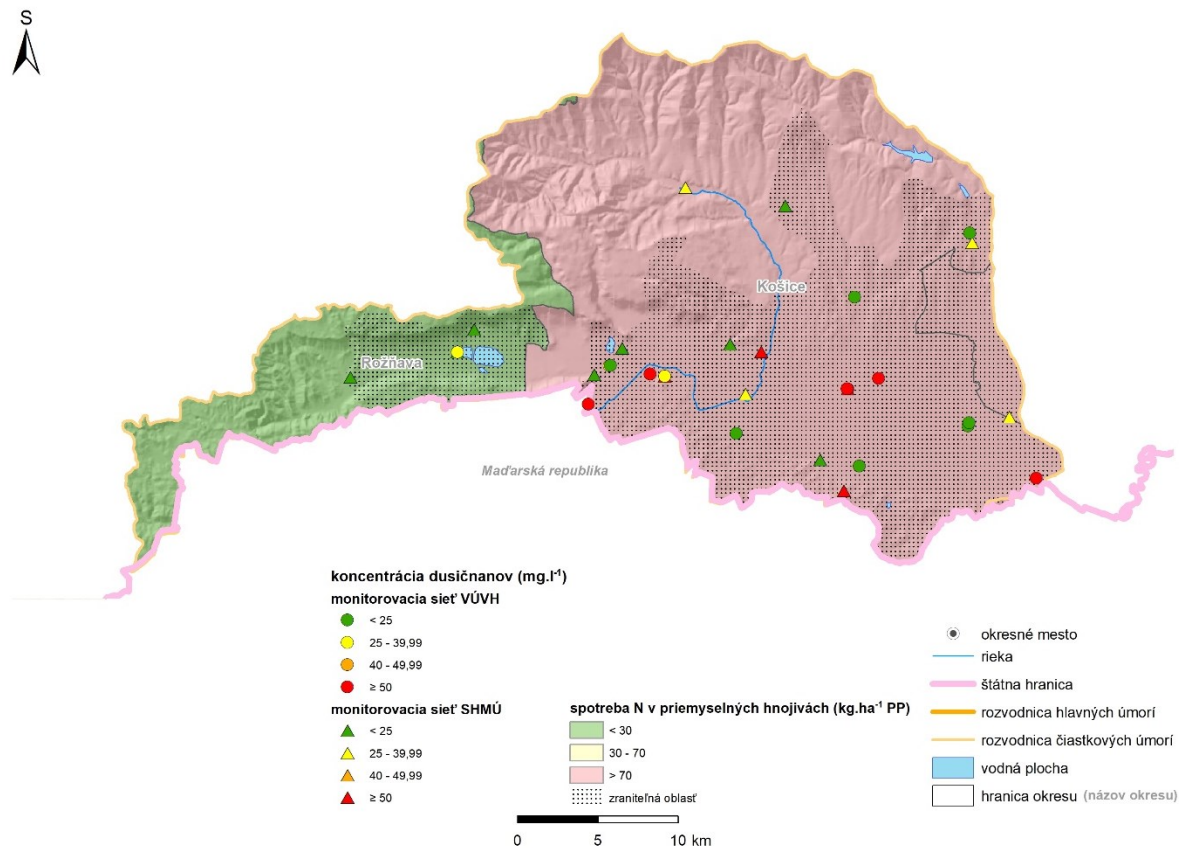 S
Košice
Rožňava
Maďarská republika
koncentrácia dusičnanov (mg.l-1)
monitorovacia sieť VÚVH
< 25
25 - 39,99
40 - 49,99
≥ 50
monitorovacia sieť SHMÚ
< 25
25 - 39,99
40 - 49,99
≥ 50
spotreba N v priemyselných hnojivách (kg.ha-1 PP)
< 30
30 - 70
> 70
zraniteľná oblasť
0 5 10 km
okresné mesto
rieka
štátna hranica
rozvodnica hlavných úmorí
rozvodnica čiastkových úmorí
vodná plocha
hranica okresu (názov okresu)